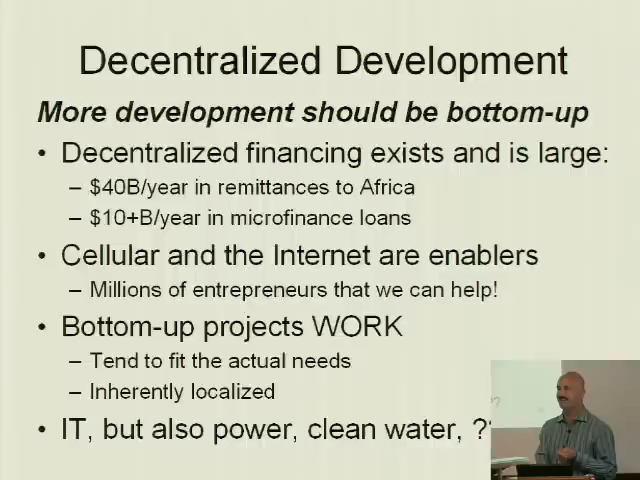 Decentralized Development
More development should be bottom-up
• Decentralized financing exists and is large:
– $40B/year in remittances to Africa
– $10+B/year in microfinance loans
• Cellular and the Internet are enablers
– Millions of entrepreneurs that we can help!
• Bottom-up projects WORK
– Tend to fit the actual needs
– Inherently localized
• IT, but also power, clean water, ?